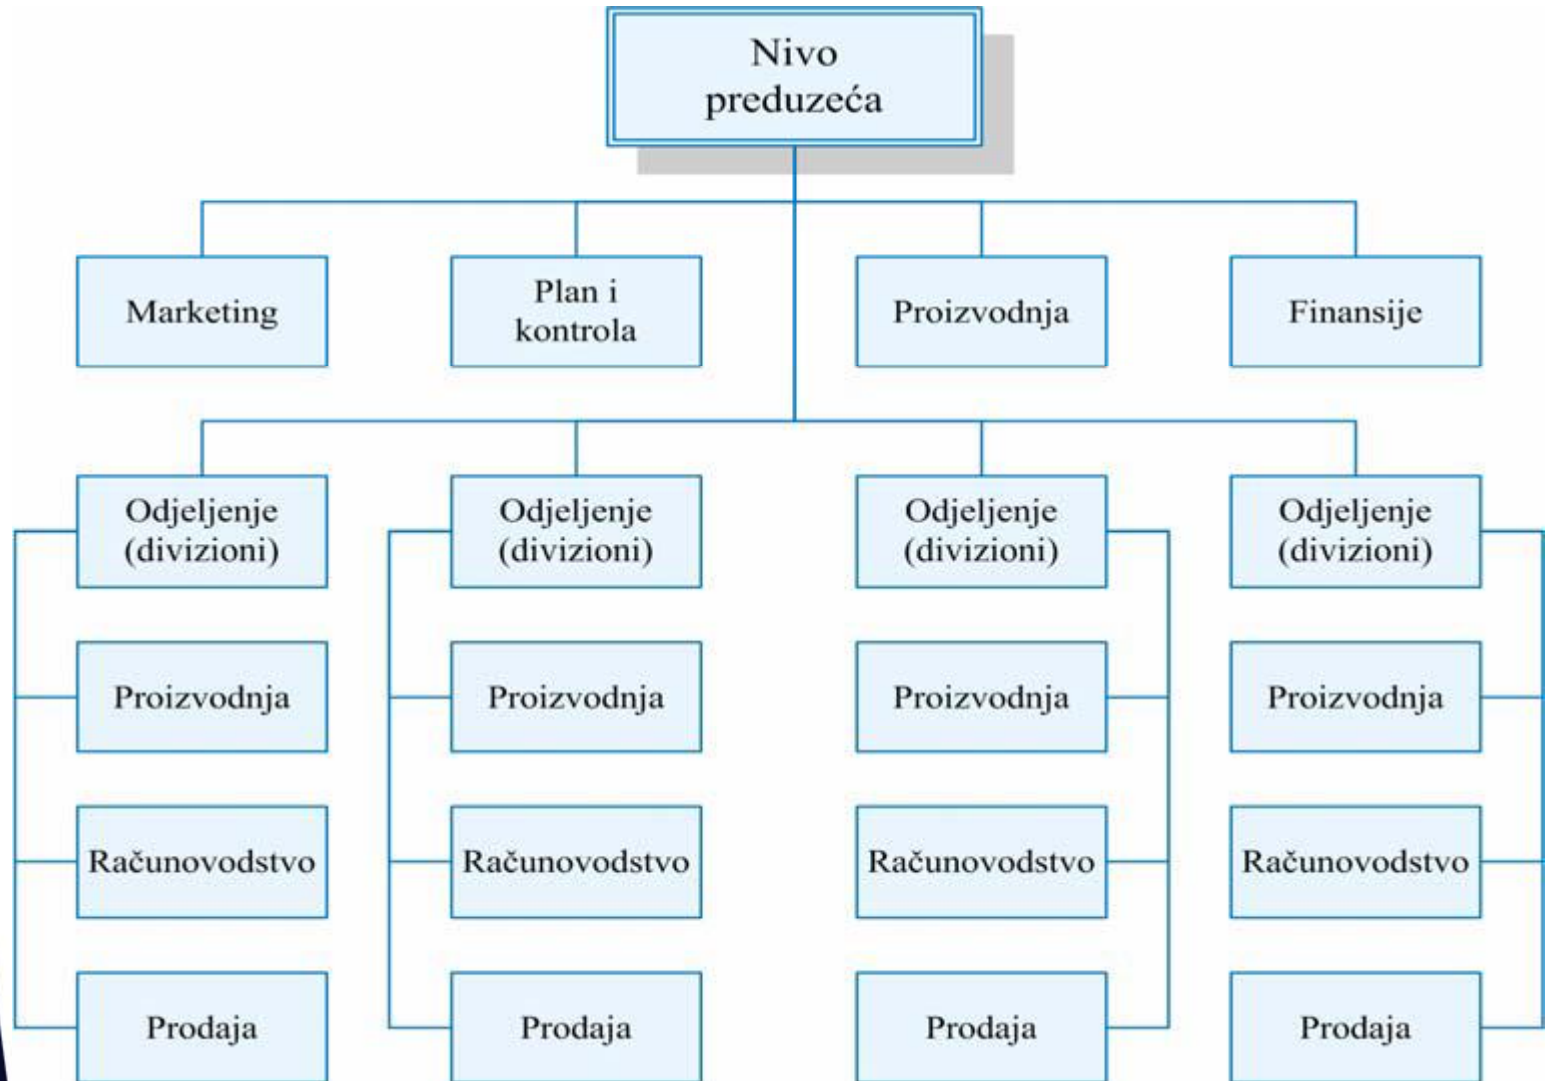 Nivo
preduzeća
Marketing
Plan i
kontrola
Proizvodnja
Finansije
Odjeljenje
(divizioni)
Odjeljenje
(divizioni)
Odjeljenje
(divizioni)
Odjeljenje
(divizioni)
Proizvodnja
Proizvodnja
Proizvodnja
Proizvodnja
Računovodstvo
Računovodstvo
Računovodstvo
Računovodstvo
Prodaja
Prodaja
Prodaja
Prodaja